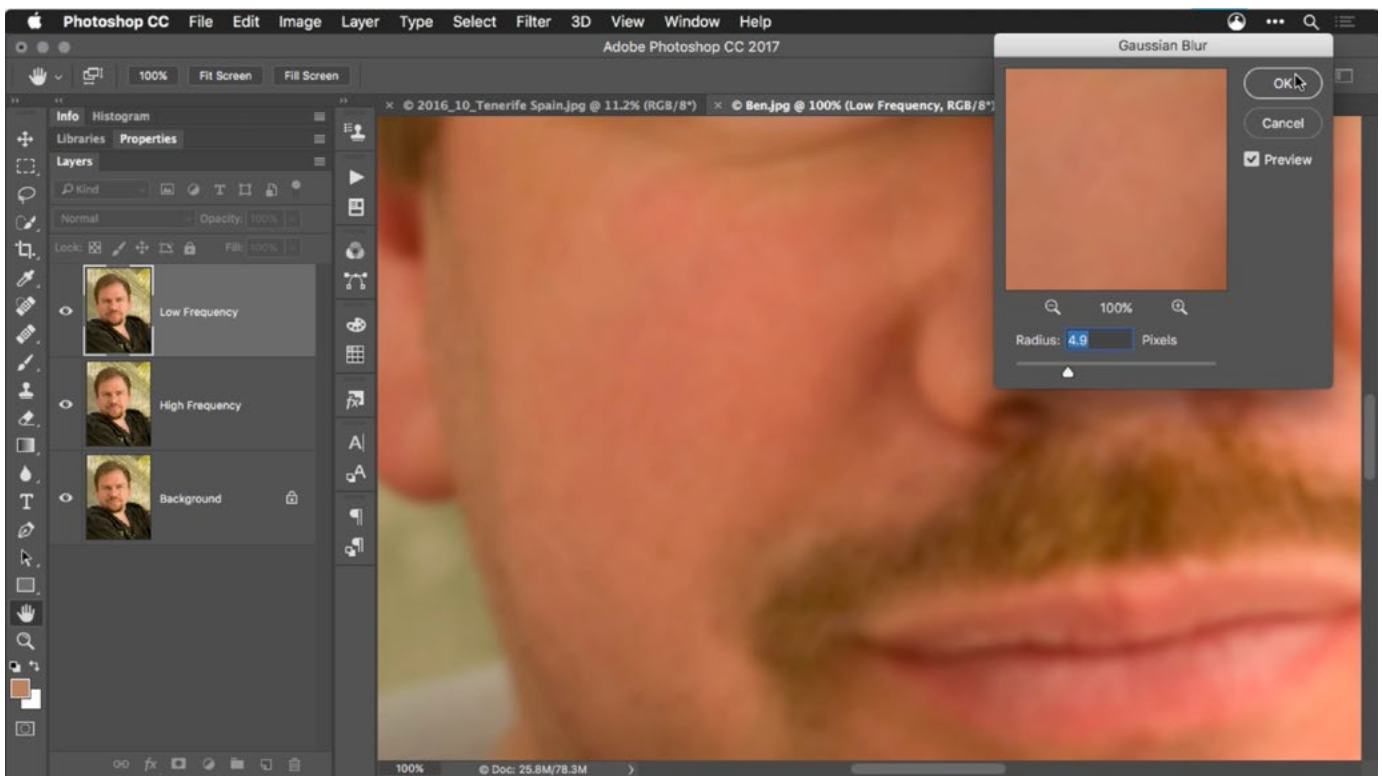 Photoshop CC File Edit Image Layer Type Select Filter 3D View Window Help
Adobe Photoshop CC 2017
Gaussian Blur
100% Fit Screen Fill Screen
OK
Cancel
Preview
100%
Radius: 4.9 Pixels
× © 2016_10_Tenerife Spain.jpg @ 11.2% (RGB/8*) × © Ben.jpg @ 100% (Low Frequency, RGB/8*)
Info Histogram
Libraries Properties
Layers
Kind
Normal Opacity: 100%
Lock: Fill: 100%
Low Frequency
High Frequency
Background
100% © Doc: 25.8M/78.3M